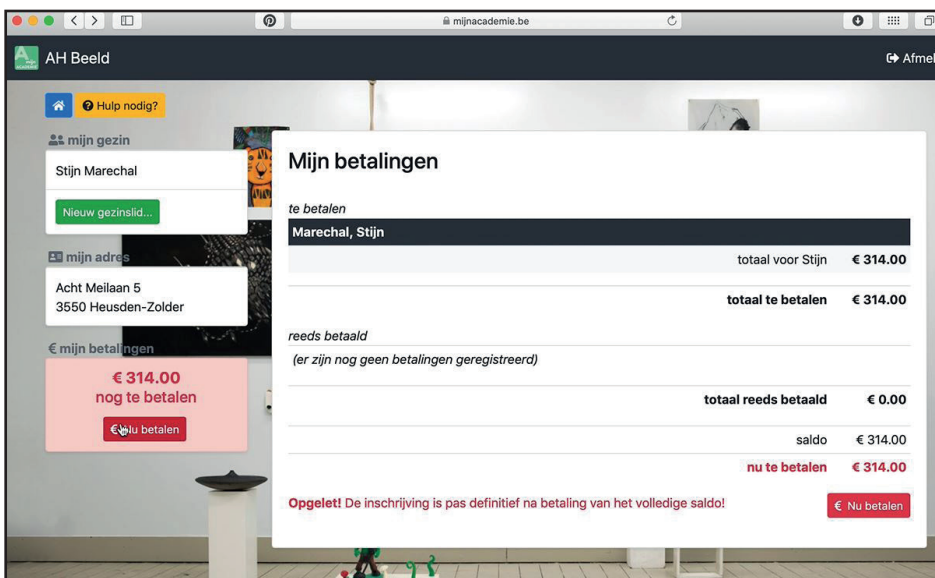 mijnacademie.be
AH Beeld
Afmel
Hulp nodig?
mijn gezin
Stijn Marechal
Nieuw gezinslid...
mijn adres
Acht Meilaan 5
3550 Heusden-Zolder
€ mijn betalingen
€ 314.00
nog te betalen
€ Nu betalen
Mijn betalingen
te betalen
Marechal, Stijn
totaal voor Stijn € 314.00
totaal te betalen € 314.00
reeds betaald
(er zijn nog geen betalingen geregistreerd)
totaal reeds betaald € 0.00
saldo € 314.00
nu te betalen € 314.00
Opgelet! De inschrijving is pas definitief na betaling van het volledige saldo!
€ Nu betalen